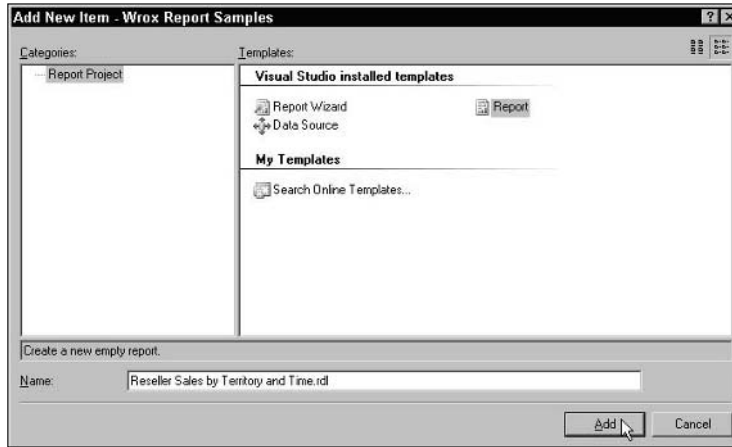 Add New Item - Wrox Report Samples
Categories:
Templates:
Report Project
Visual Studio installed templates
Report Wizard
Report
Data Source
My Templates
Search Online Templates...
Create a new empty report.
Name:
Reseller Sales by Territory and Time.rdl
Add
Cancel